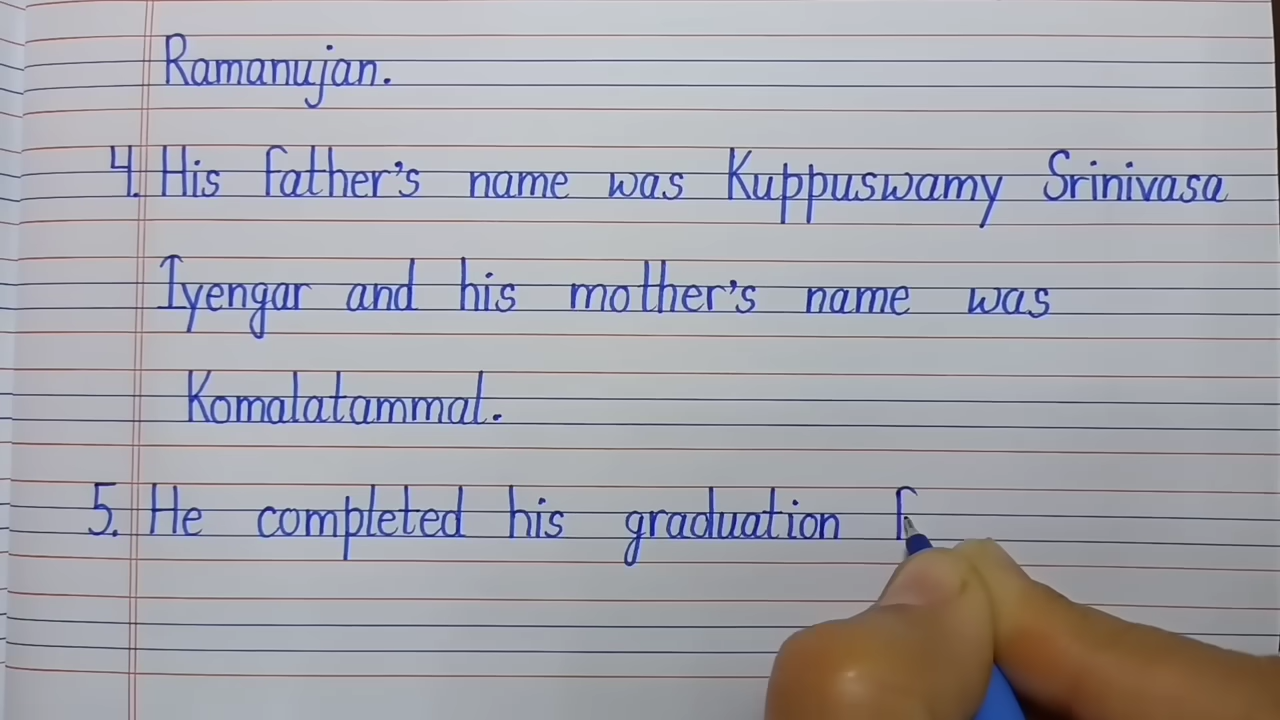 Ramanujan.
4. His father's name was Kuppuswamy Srinivasa
Iyengar and his mother's name was
Komalatammal.
5. He completed his graduation f